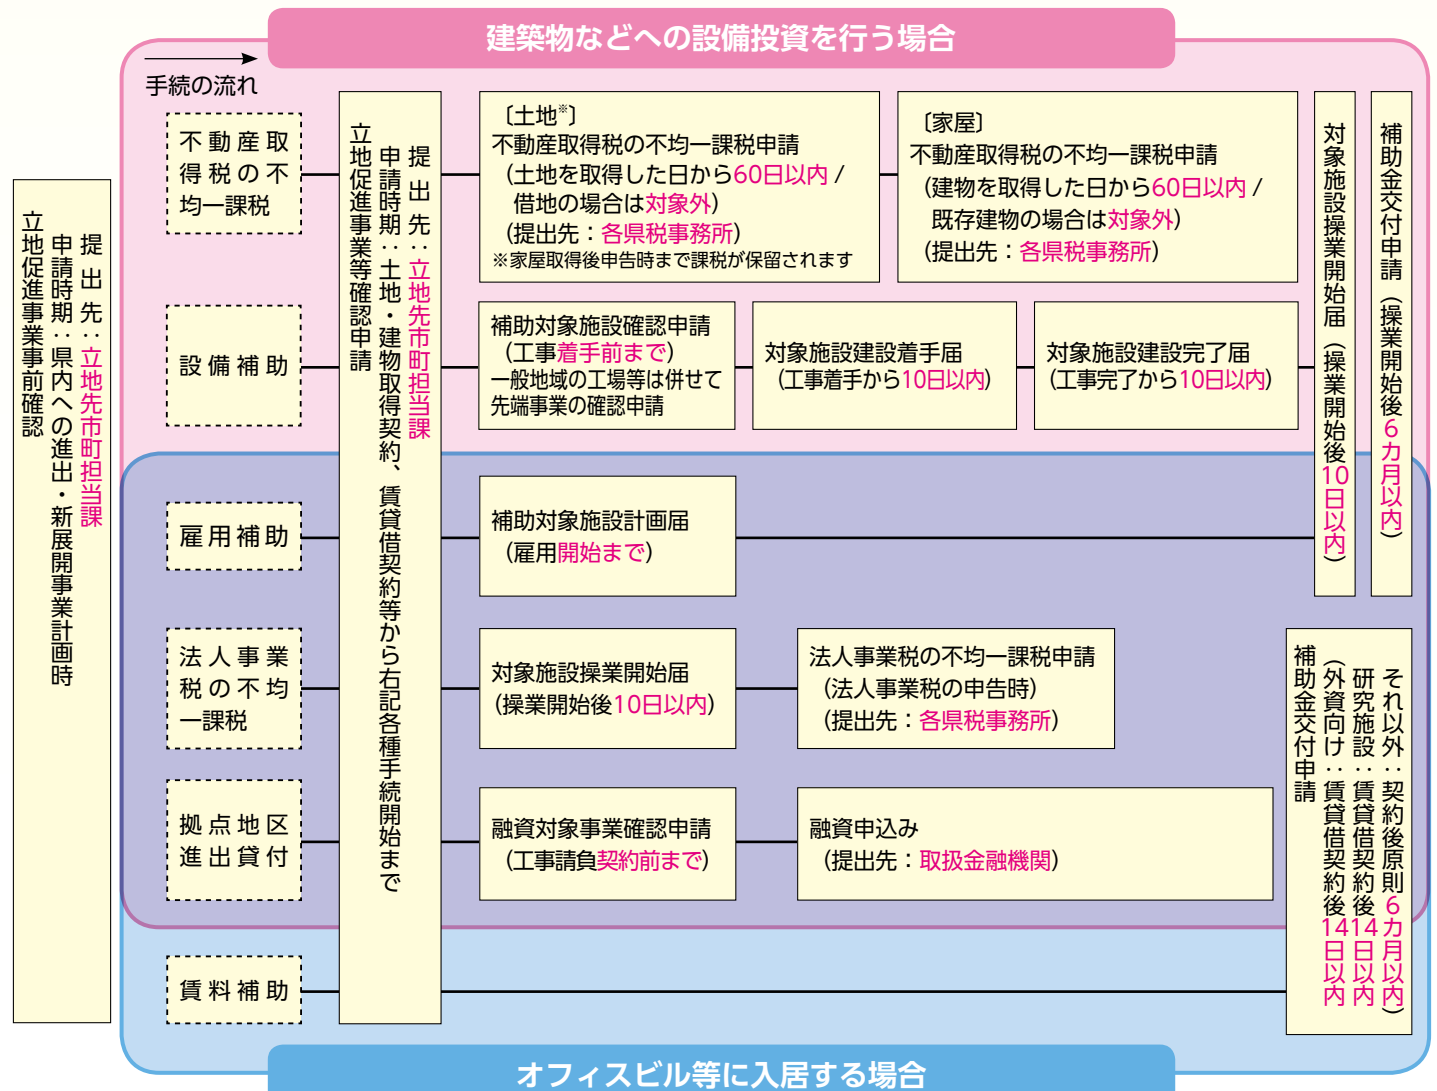 建築物などへの設備投資を行う場合
手続の流れ
立地促進事業事前確認
申請時期：県内への進出・新展開事業計画時
提出先：立地先市町担当課
立地促進事業等確認申請
申請時期：土地・建物取得契約、賃貸借契約等から右記各種手続開始まで
提出先：立地先市町担当課
不動産取
得税の不
均一課税
〔土地※〕
不動産取得税の不均一課税申請
（土地を取得した日から60日以内 /
借地の場合は対象外）
（提出先：各県税事務所）
※家屋取得後申告時まで課税が保留されます
〔家屋〕
不動産取得税の不均一課税申請
（建物を取得した日から60日以内 /
既存建物の場合は対象外）
（提出先：各県税事務所）
設備補助
補助対象施設確認申請
（工事着手前まで）
一般地域の工場等は併せて
先端事業の確認申請
対象施設建設着手届
（工事着手から10日以内）
対象施設建設完了届
（工事完了から10日以内）
対象施設操業開始届（操業開始後10日以内）
補助金交付申請（操業開始後6カ月以内）
雇用補助
補助対象施設計画届
（雇用開始まで）
法人事業
税の不均
一課税
対象施設操業開始届
（操業開始後10日以内）
法人事業税の不均一課税申請
（法人事業税の申告時）
（提出先：各県税事務所）
拠点地区
進出貸付
融資対象事業確認申請
（工事請負契約前まで）
融資申込み
（提出先：取扱金融機関）
賃料補助
補助金交付申請
（外資向け：賃貸借契約後14日以内
研究施設：賃貸借契約後14日以内
それ以外：契約後原則6カ月以内）
オフィスビル等に入居する場合